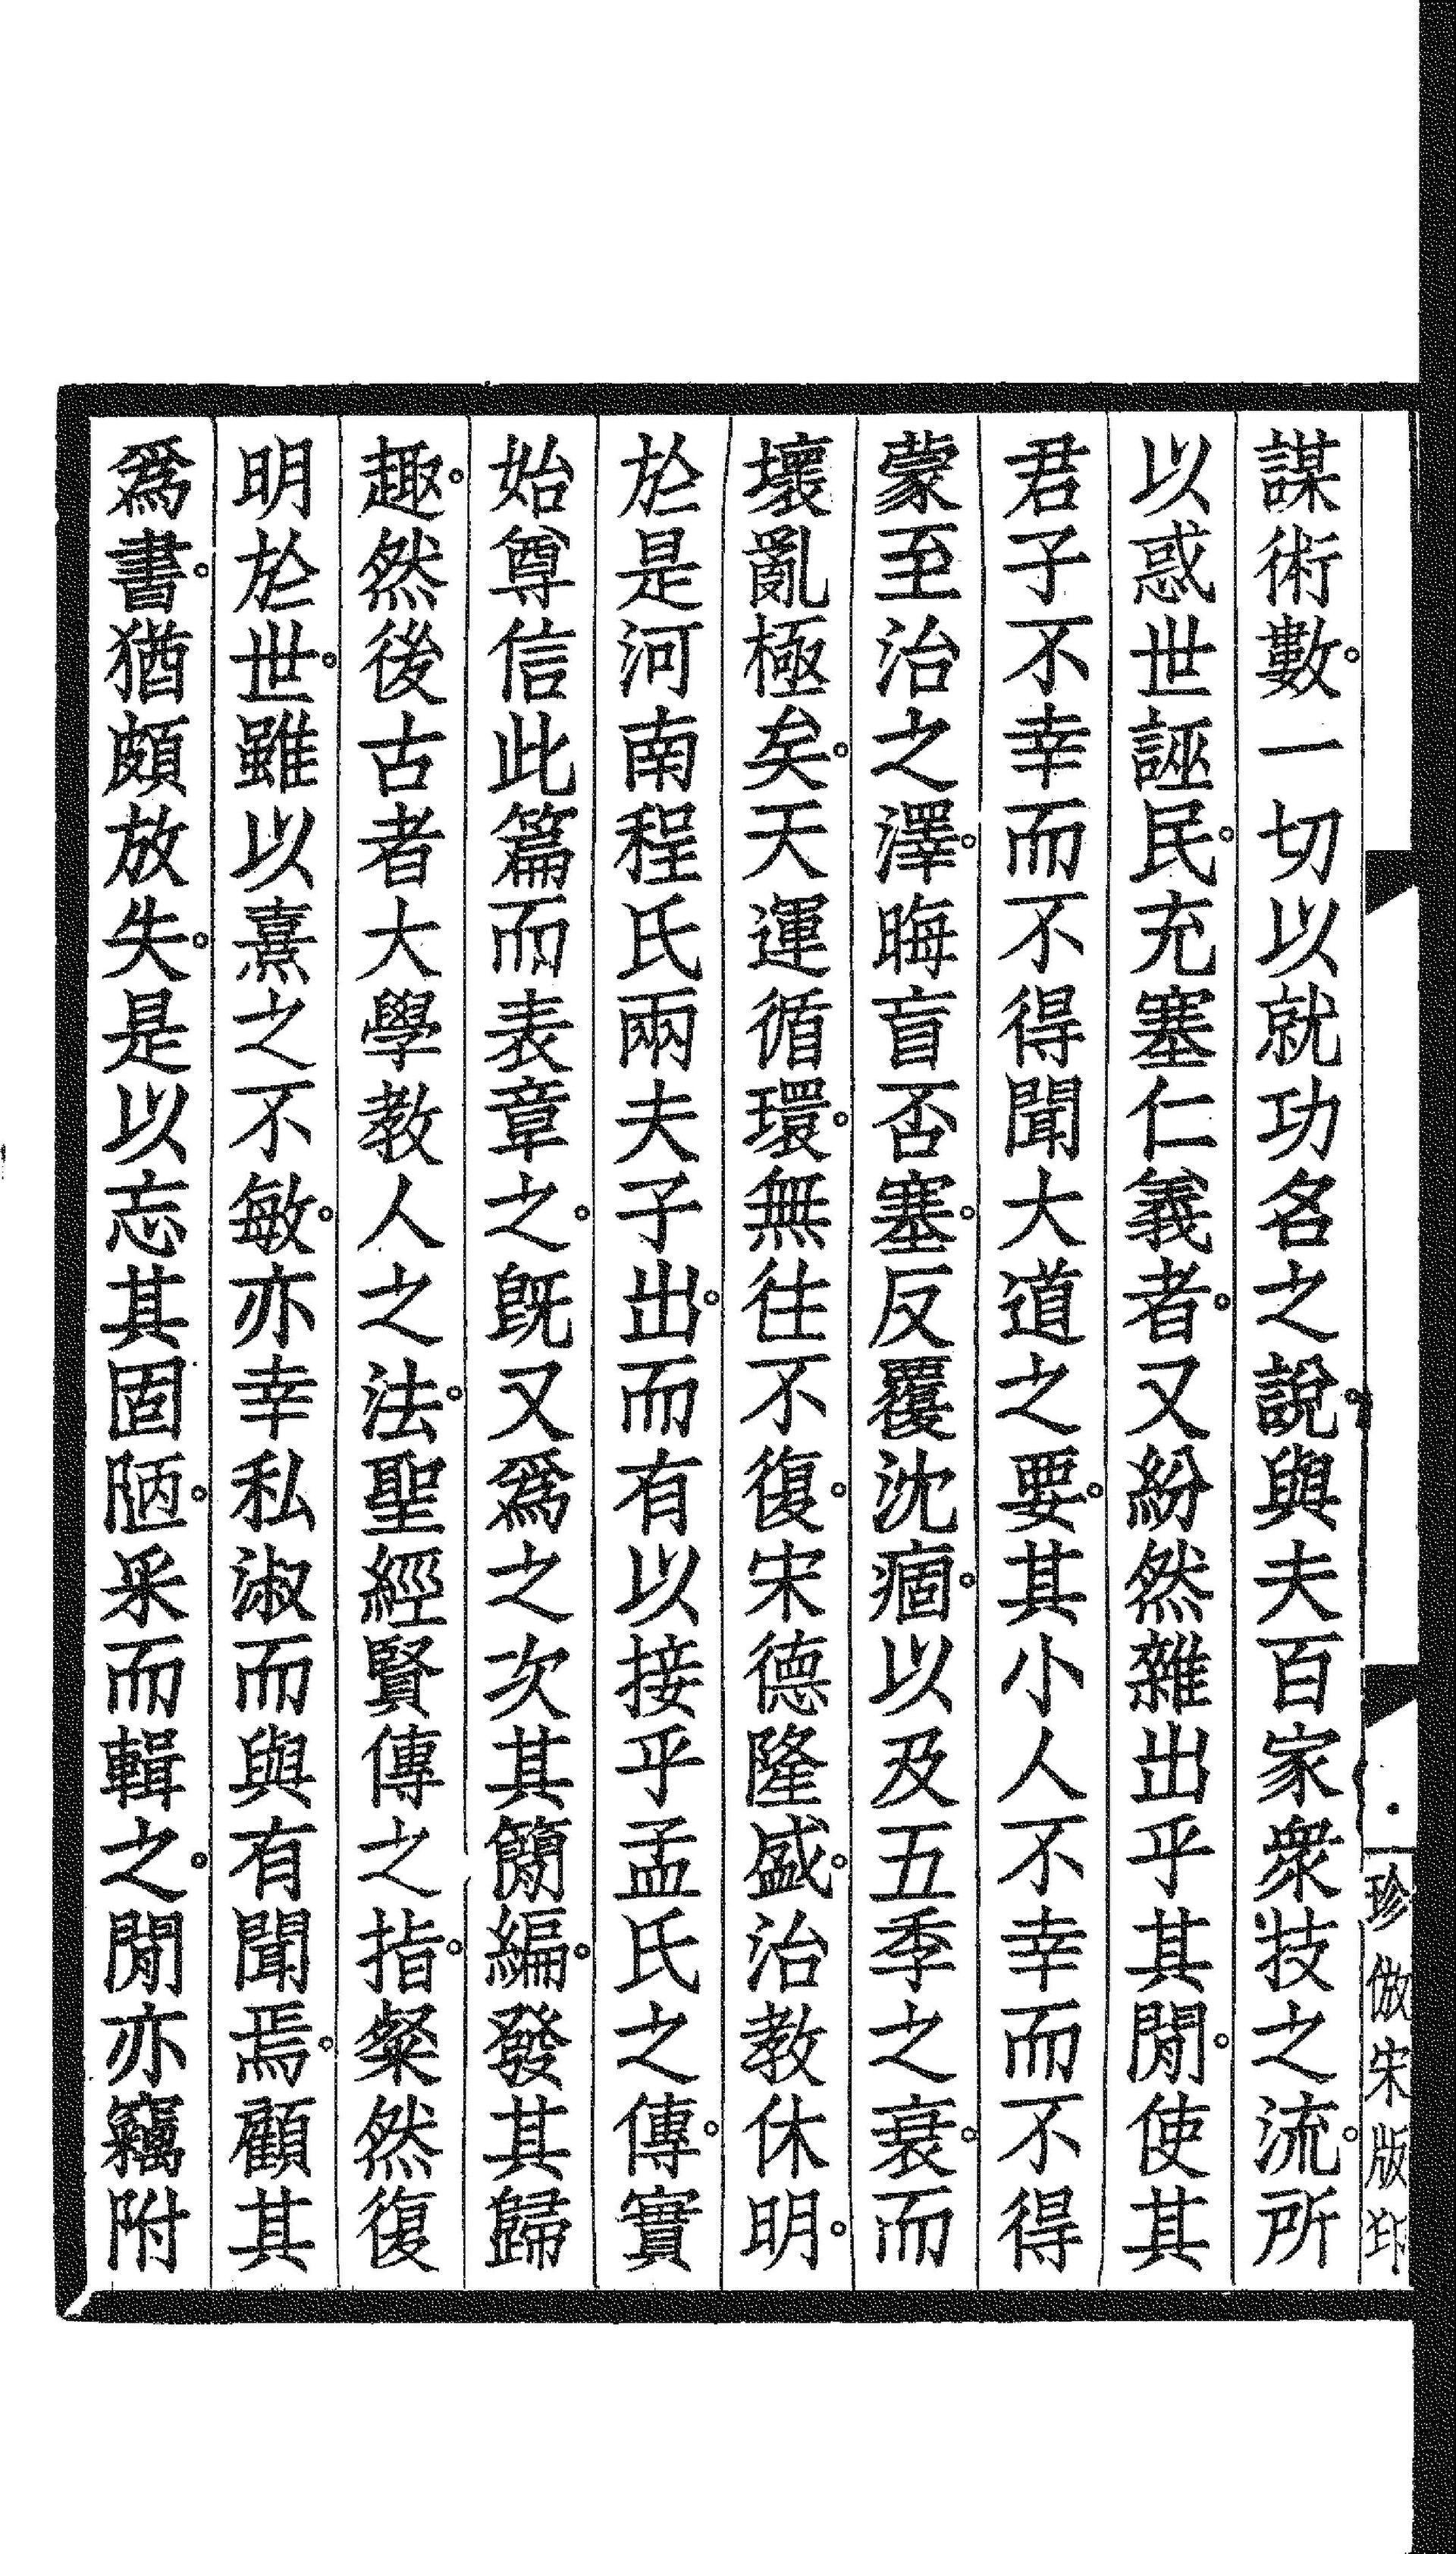 珍倣宋版印
謀術數。一切以就功名之說。與夫百家衆技之流。所
以惑世誣民。充塞仁義者。又紛然雜出乎其閒。使其
君子不幸而不得聞大道之要。其小人不幸而不得
蒙至治之澤。晦盲否塞。反覆沈痼。以及五季之衰。而
壞亂極矣。天運循環。無往不復。宋德隆盛。治教休明。
於是河南程氏兩夫子出。而有以接乎孟氏之傳。實
始尊信此篇而表章之。旣又爲之次其簡編。發其歸
趣。然後古者大學教人之法。聖經賢傳之指。粲然復
明於世。雖以熹之不敏。亦幸私淑而與有聞焉。顧其
爲書。猶頗放失。是以忘其固陋。采而輯之。閒亦竊附